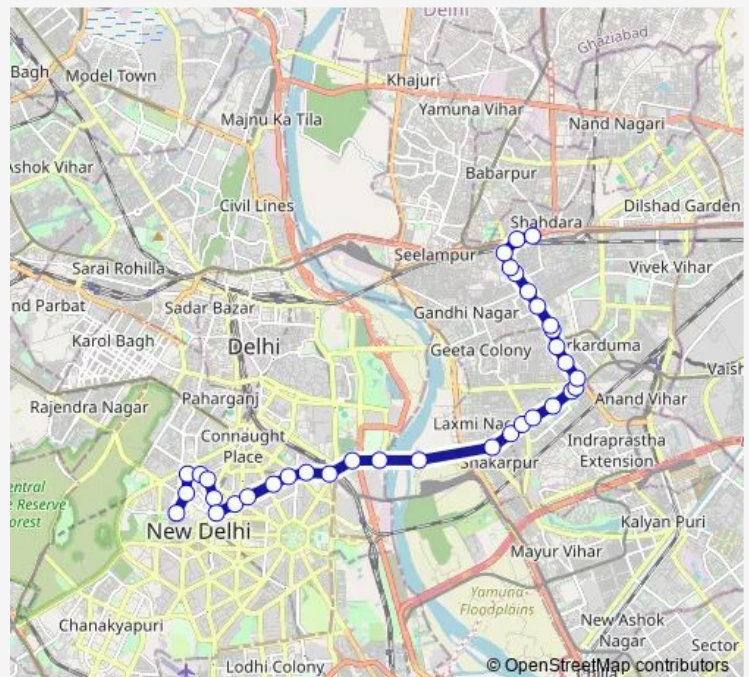 Delhi
Ghaziabad
Bagh
Model Town
Khajuri
Majnu Ka Tila
Yamuna Vihar
Nand Nagari
Ashok Vihar
Babarpur
Civil Lines
Dilshad Garden
Shahdara
Seelampur
Sarai Rohilla
Vivek Vihar
nd Parbat
Sadar Bazar
Gandhi Nagar
Karol Bagh
Delhi
Geeta Colony
rkarduma
Vaish
Rajendra Nagar
Paharganj
Anand Vihar
Laxmi Na
Connaught
Place
Indraprastha
Extension
Shakarpur
entral
e Reserve
orest
New Delhi
Kalyan Puri
Mayur Vihar
Yamuna
Floodplains
New Ashok
Nagar
Chanakyapuri
Sector
Lodhi Colony
© OpenStreetMap contributors